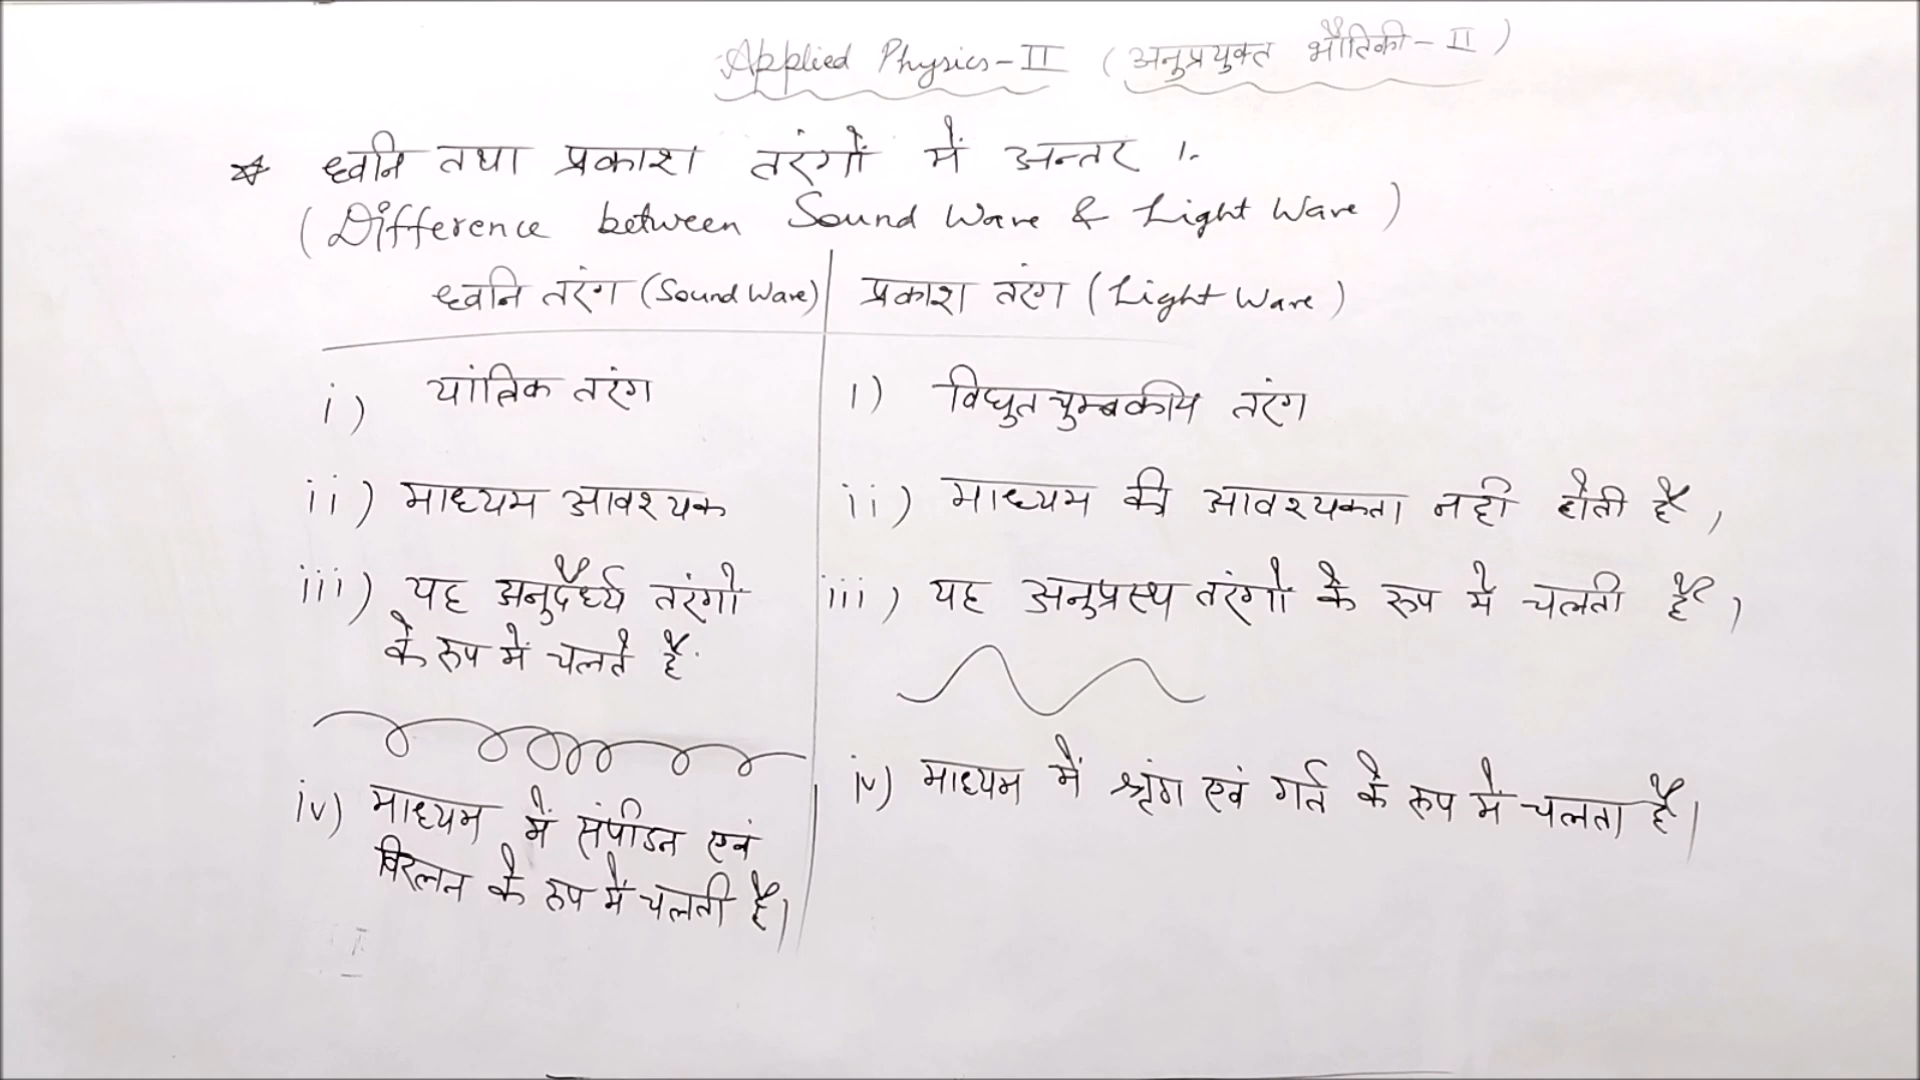 Applied Physics-II (अनुप्रयुक्त भौतिकी-II)
ध्वनि तथा प्रकाश तरंगों में अन्तर :-
(Difference between Sound Wave & Light Wave)
ध्वनि तरंग (Sound Wave)
प्रकाश तरंग (Light Wave)
i) यांत्रिक तरंग
ii) माध्यम आवश्यक
iii) यह अनुदैर्ध्य तरंगो
के रूप में चलते हैं.
iv) माध्यम में संपीडन एवं
विरलन के रूप में चलती है।
i) विधुतचुम्बकीय तरंग
ii) माध्यम की आवश्यकता नही होती है,
iii) यह अनुप्रस्थ तरंगो के रूप मे चलती है,
iv) माध्यम में श्रृंग एवं गर्त के रूप में चलता है।